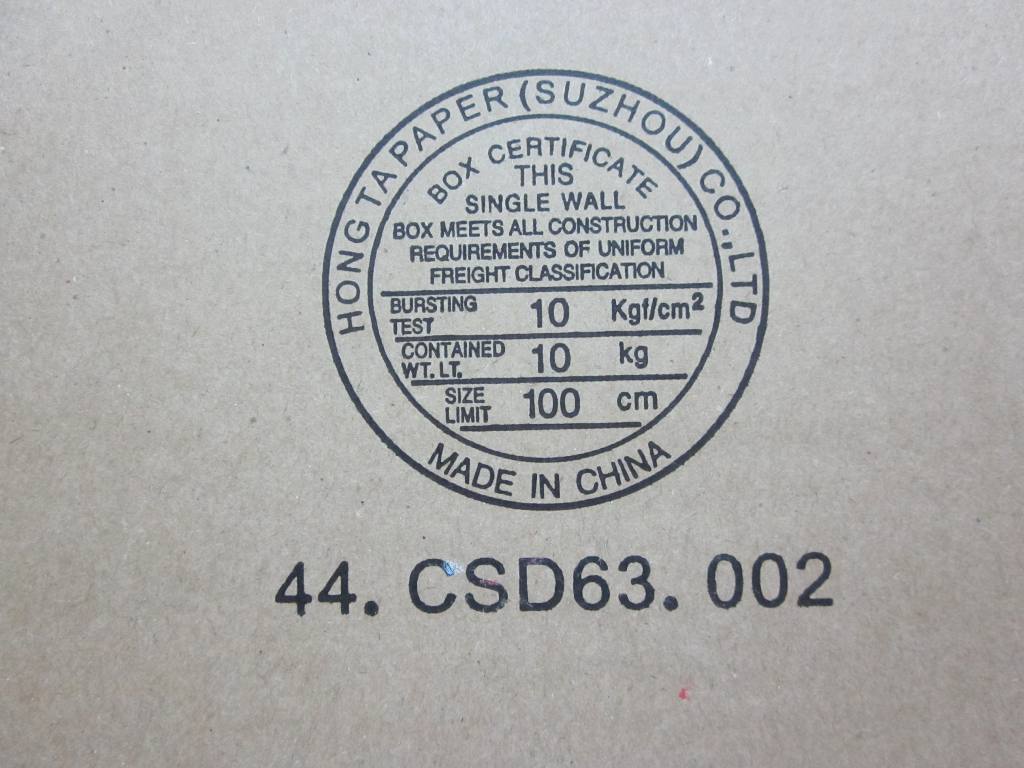 HONG TA PAPER (SUZHOU) CO.,LTD
BOX CERTIFICATE
THIS
SINGLE WALL
BOX MEETS ALL CONSTRUCTION
REQUIREMENTS OF UNIFORM
FREIGHT CLASSIFICATION
BURSTING TEST 10 Kgf/cm²
CONTAINED WT. LT. 10 kg
SIZE LIMIT 100 cm
MADE IN CHINA
44. CSD63. 002